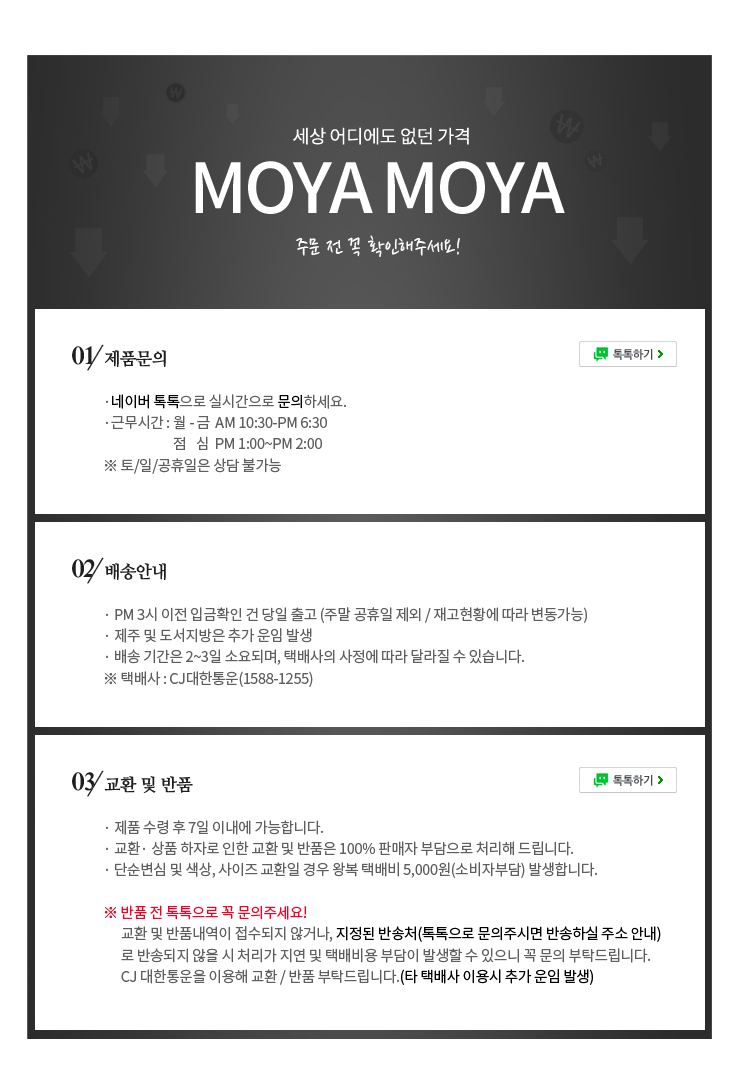 세상 어디에도 없던 가격
MOYA MOYA
주문 전 꼭 확인해주세요!
01/ 제품문의
톡톡하기 >
· 네이버 톡톡으로 실시간으로 문의하세요.
· 근무시간 : 월 - 금 AM 10:30-PM 6:30
점 심 PM 1:00~PM 2:00
※ 토/일/공휴일은 상담 불가능
02/ 배송안내
· PM 3시 이전 입금확인 건 당일 출고 (주말 공휴일 제외 / 재고현황에 따라 변동가능)
· 제주 및 도서지방은 추가 운임 발생
· 배송 기간은 2~3일 소요되며, 택배사의 사정에 따라 달라질 수 있습니다.
※ 택배사 : CJ대한통운(1588-1255)
03/ 교환 및 반품
톡톡하기 >
· 제품 수령 후 7일 이내에 가능합니다.
· 교환· 상품 하자로 인한 교환 및 반품은 100% 판매자 부담으로 처리해 드립니다.
· 단순변심 및 색상, 사이즈 교환일 경우 왕복 택배비 5,000원(소비자부담) 발생합니다.
※ 반품 전 톡톡으로 꼭 문의주세요!
교환 및 반품내역이 접수되지 않거나, 지정된 반송처(톡톡으로 문의주시면 반송하실 주소 안내)
로 반송되지 않을 시 처리가 지연 및 택배비용 부담이 발생할 수 있으니 꼭 문의 부탁드립니다.
CJ 대한통운을 이용해 교환 / 반품 부탁드립니다.(타 택배사 이용시 추가 운임 발생)